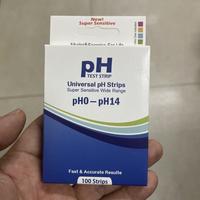 New!
Super Sensitive
pH
TEST STRIP
Universal pH Strips
Super Sensitive Wide Range
pH0－pH14
Fast & Accurate Results
100 Strips